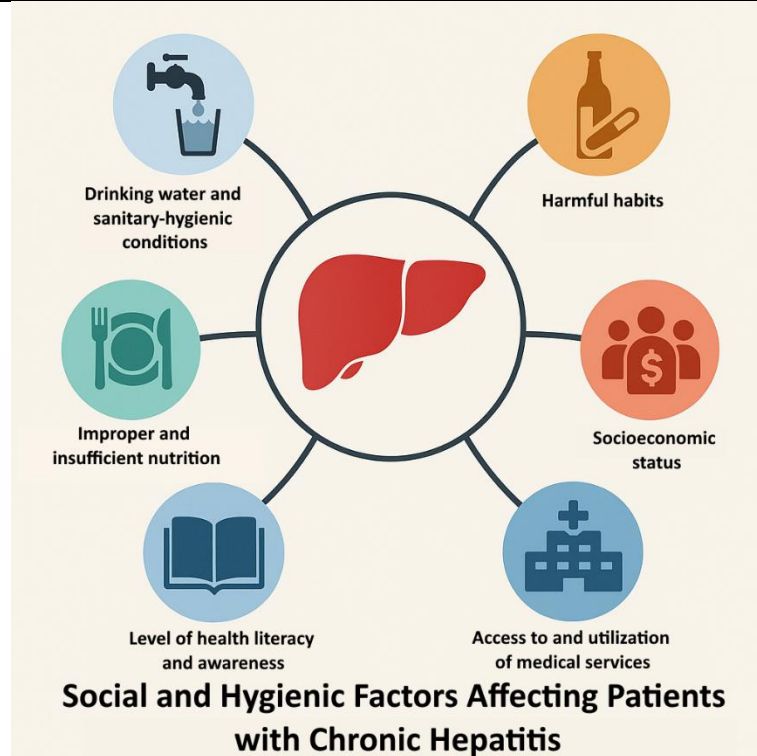 Drinking water and
sanitary-hygienic
conditions
Harmful habits
Improper and
insufficient nutrition
$
Socioeconomic
status
Level of health literacy
and awareness
Access to and utilization
of medical services
Social and Hygienic Factors Affecting Patients
with Chronic Hepatitis